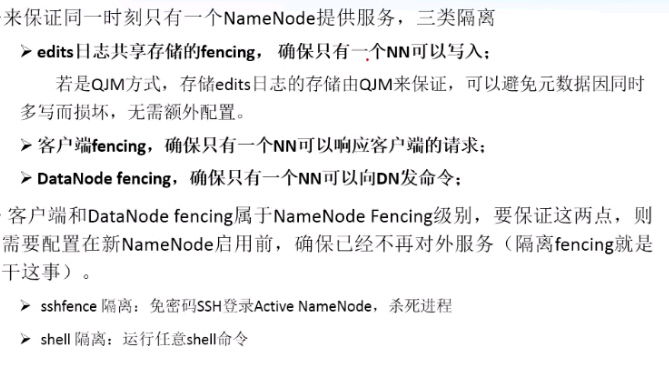 来保证同一时刻只有一个NameNode提供服务，三类隔离
➢ edits日志共享存储的fencing，确保只有一个NN可以写入；
若是QJM方式，存储edits日志的存储由QJM来保证，可以避免元数据因同时
多写而损坏，无需额外配置。
➢ 客户端fencing，确保只有一个NN可以响应客户端的请求；
➢ DataNode fencing，确保只有一个NN可以向DN发命令；
客户端和DataNode fencing属于NameNode Fencing级别，要保证这两点，则
需要配置在新NameNode启用前，确保已经不再对外服务（隔离fencing就是
干这事）。
➢ sshfence 隔离：免密码SSH登录Active NameNode，杀死进程
➢ shell 隔离：运行任意shell命令